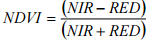 NDVI = (NIR − RED) / (NIR + RED)